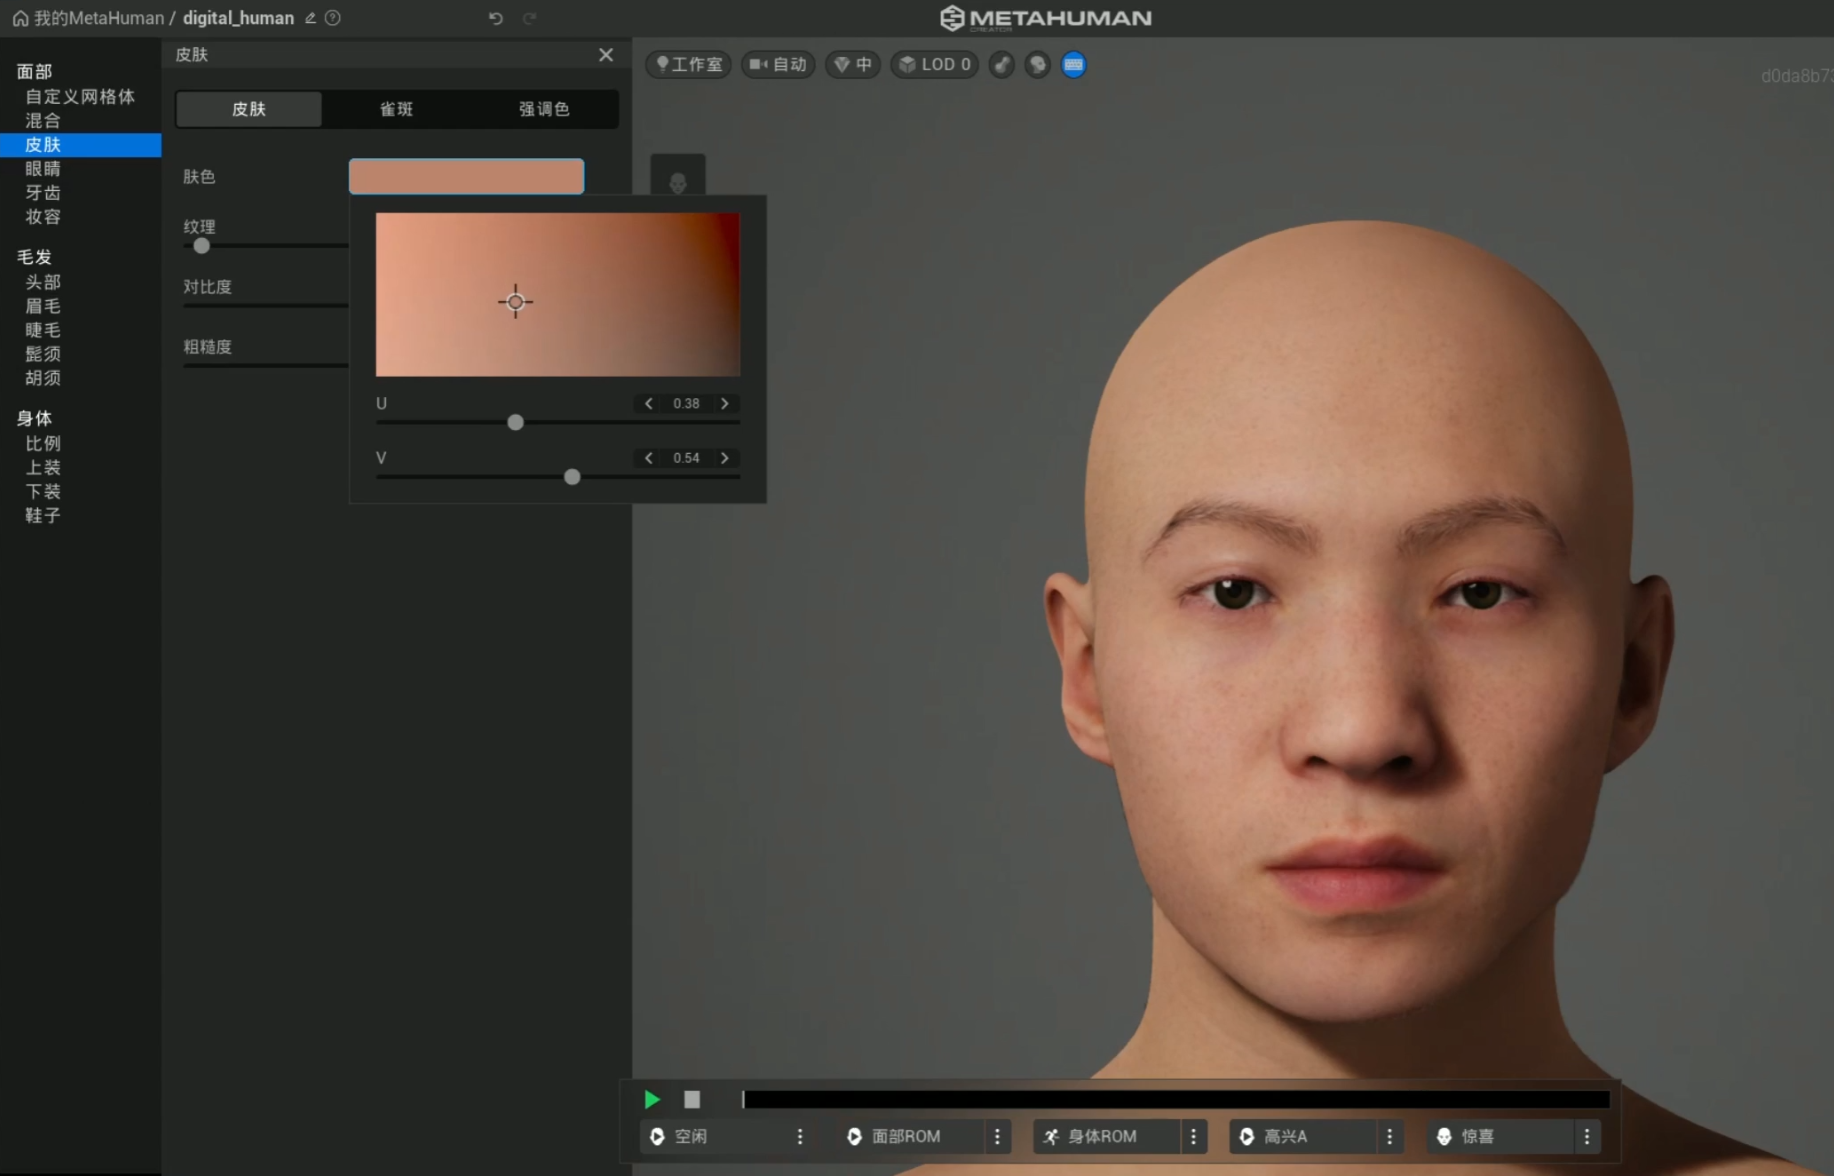 我的MetaHuman / digital_human
METAHUMAN
CREATOR
面部
自定义网格体
混合
皮肤
眼睛
牙齿
妆容
毛发
头部
眉毛
睫毛
髭须
胡须
身体
比例
上装
下装
鞋子
皮肤
皮肤 雀斑 强调色
肤色
纹理
对比度
粗糙度
U 0.38
V 0.54
工作室 自动 中 LOD 0
d0da8b73
空闲 面部ROM 身体ROM 高兴A 惊喜